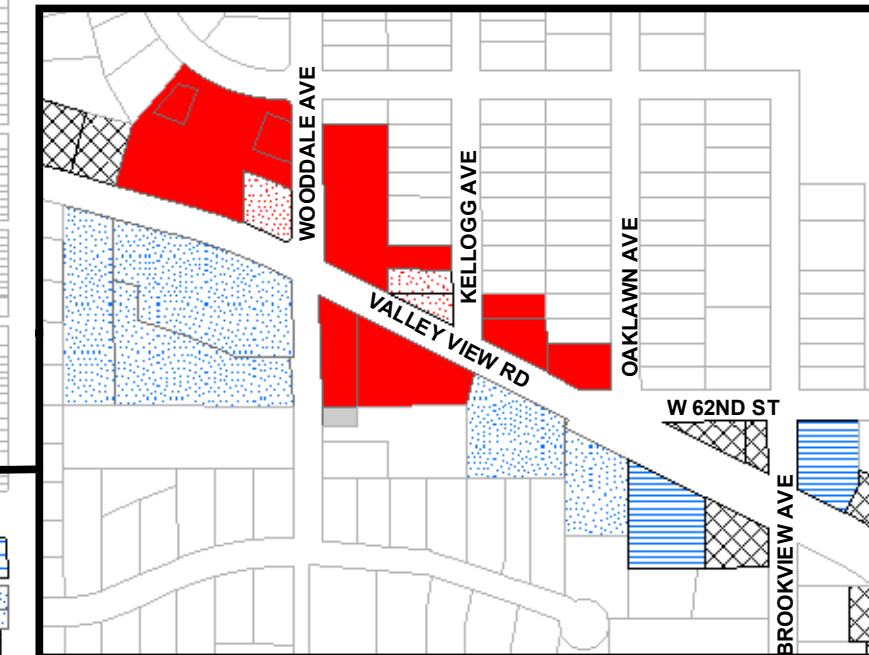 WOODDALE AVE
KELLOGG AVE
OAKLAWN AVE
VALLEY VIEW RD
W 62ND ST
BROOKVIEW AVE